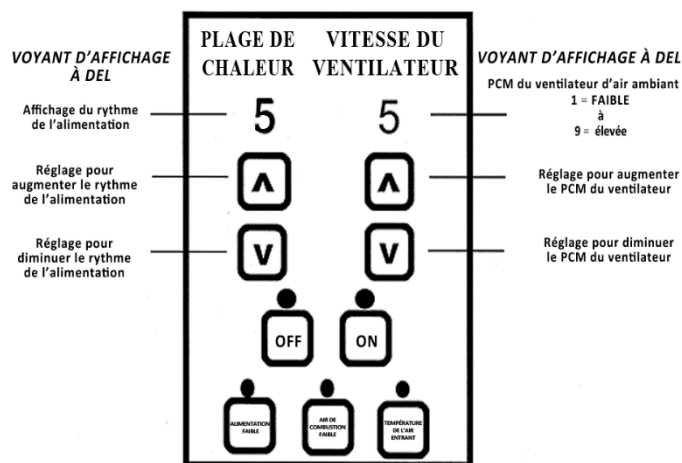 VOYANT D'AFFICHAGE
À DEL
Affichage du rythme
de l'alimentation
Réglage pour
augmenter le rythme
de l'alimentation
Réglage pour
diminuer le rythme
de l'alimentation
PLAGE DE
CHALEUR
VITESSE DU
VENTILATEUR
5
5
∧
∧
∨
∨
OFF
ON
ALIMENTATION
FAIBLE
AIR DE
COMBUSTION
FAIBLE
TEMPÉRATURE
DE L'AIR
ENTRANT
VOYANT D'AFFICHAGE À DEL
PCM du ventilateur d'air ambiant
1 = FAIBLE
à
9 = élevée
Réglage pour augmenter
le PCM du ventilateur
Réglage pour diminuer
le PCM du ventilateur